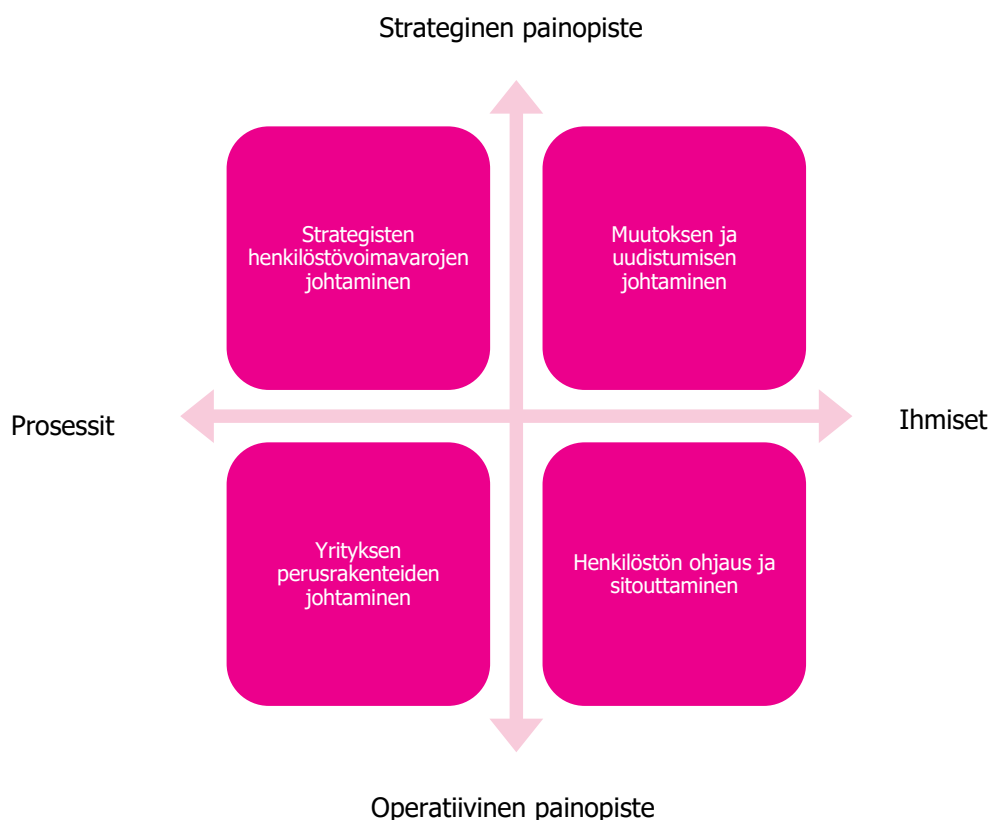 Strateginen painopiste
Strategisten
henkilöstövoimavarojen
johtaminen
Muutoksen ja
uudistumisen
johtaminen
Prosessit
Ihmiset
Yrityksen
perusrakenteiden
johtaminen
Henkilöstön ohjaus ja
sitouttaminen
Operatiivinen painopiste